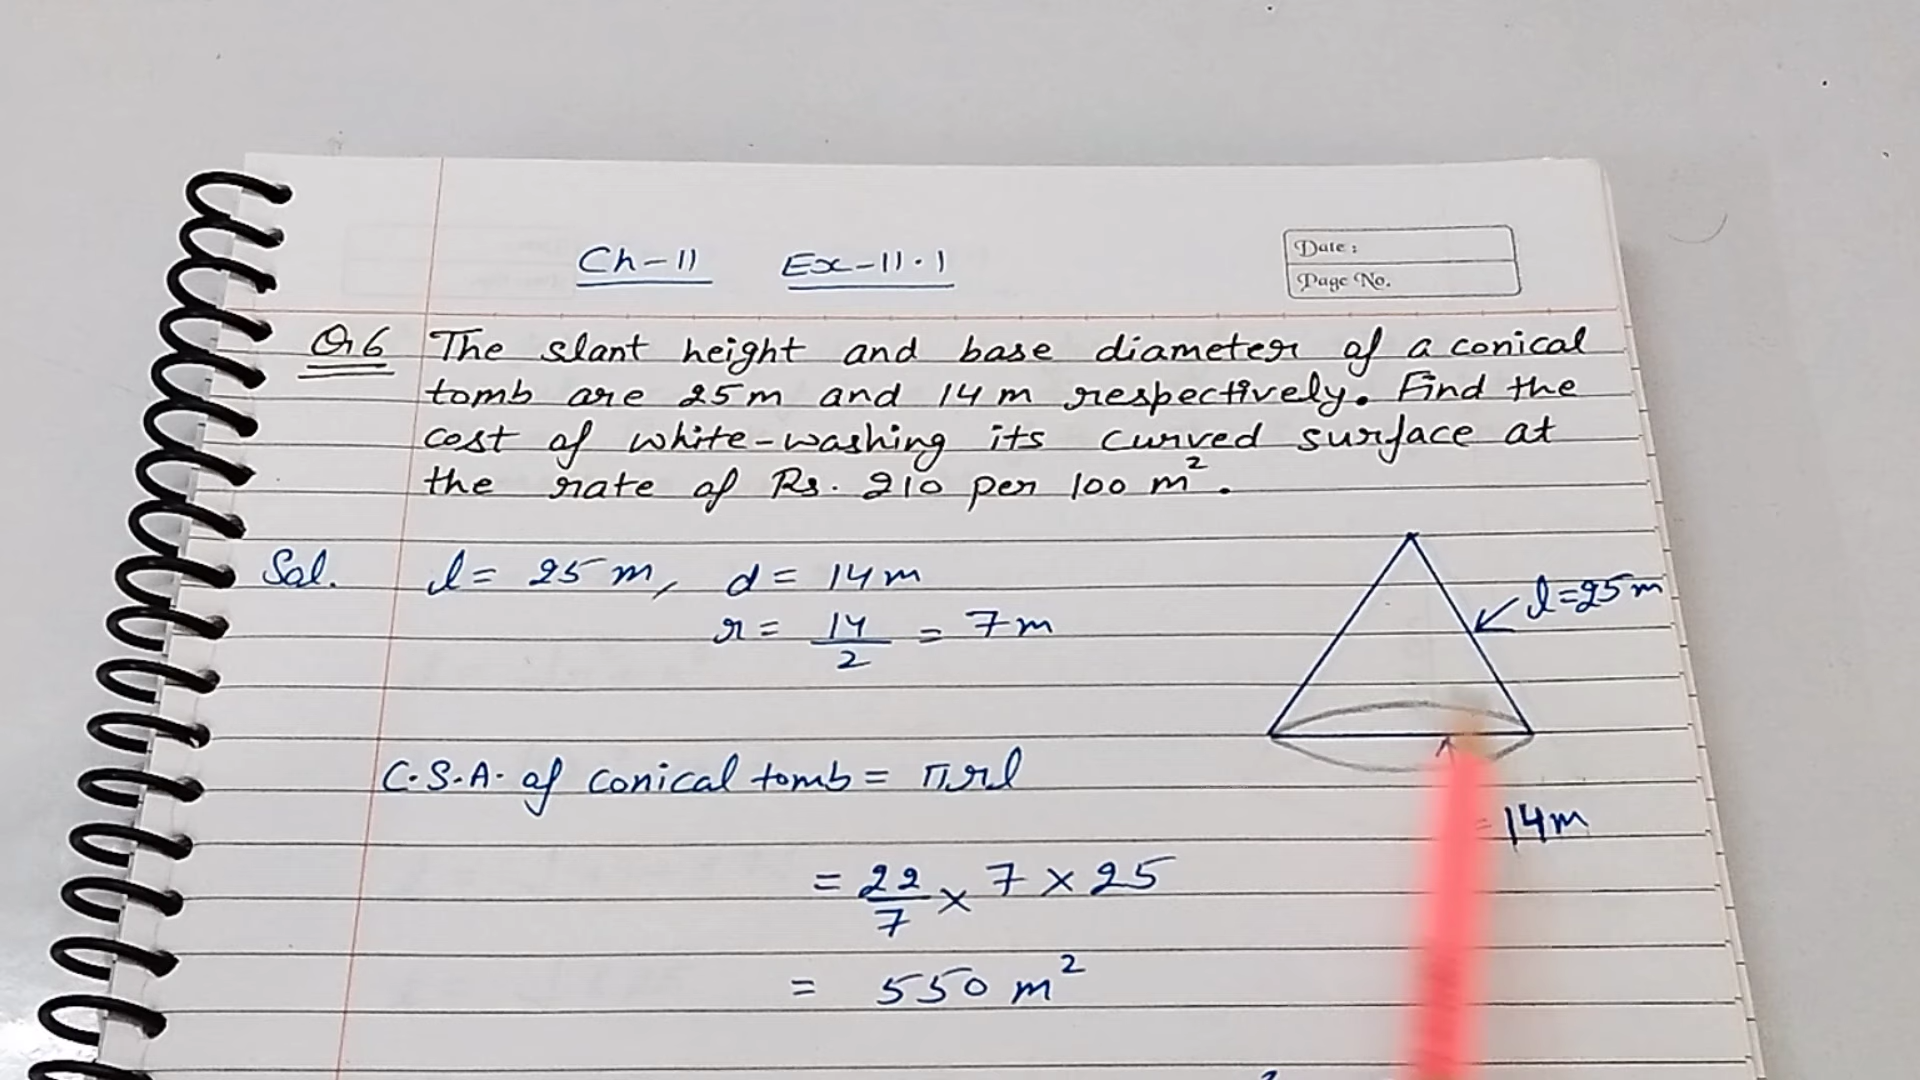 Ch-11 Ex-11.1
Date :
Page No.
Q6 The slant height and base diameter of a conical
tomb are 25m and 14 m respectively. Find the
cost of white-washing its curved surface at
the rate of Rs. 210 per 100 m².
Sol. l = 25 m, d = 14 m
r = 14/2 = 7 m
l = 25 m
C.S.A. of conical tomb = πrl
= 14m
= 22/7 × 7 × 25
= 550 m²